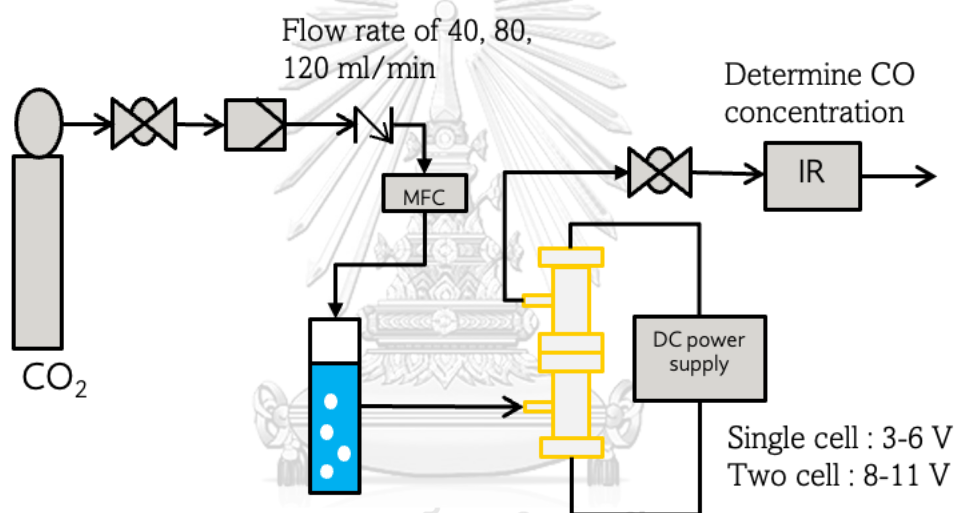 Flow rate of 40, 80,
120 ml/min
Determine CO
concentration
IR
MFC
DC power
supply
CO₂
Single cell : 3-6 V
Two cell : 8-11 V